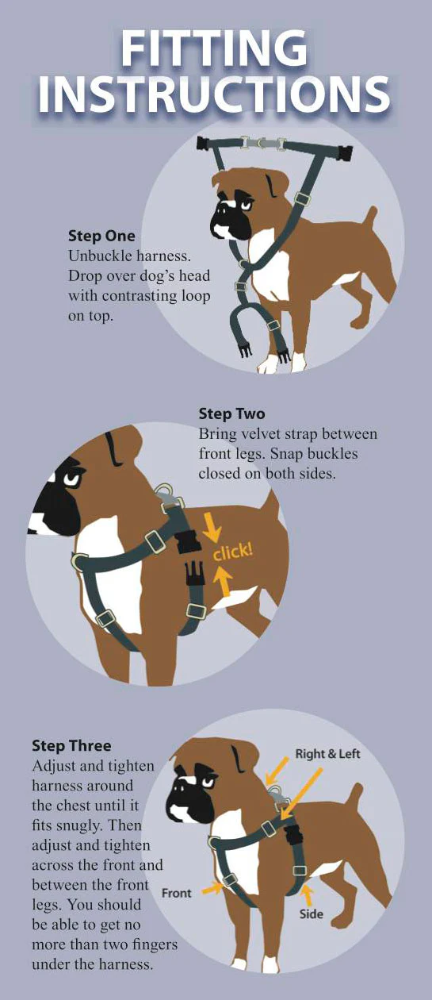 FITTING
INSTRUCTIONS
Step One
Unbuckle harness.
Drop over dog's head
with contrasting loop
on top.
Step Two
Bring velvet strap between
front legs. Snap buckles
closed on both sides.
click!
Step Three
Adjust and tighten
harness around
the chest until it
fits snugly. Then
adjust and tighten
across the front and
between the front
legs. You should
be able to get no
more than two fingers
under the harness.
Right & Left
Front
Side